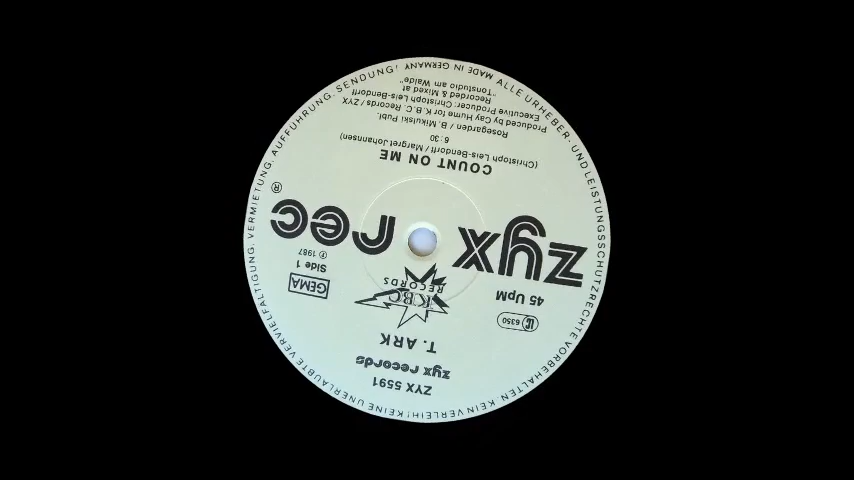 ZYX 5591
zyx records
T. ARK
KBC
RECORDS
LC 6350
45 UpM
GEMA
Side 1
℗ 1987
zyx rec ®
COUNT ON ME
(Christoph Leis-Bendorff / Margret Johannsen)
6:30
Rosegarden / B. Mikulski Publ.
Produced by Cay Hume for K.B.C. Records / ZYX
Executive Producer: Christoph Leis-Bendorff
Recorded & Mixed at
"Tonstudio am Walde"
ALLE URHEBER- UND LEISTUNGSSCHUTZRECHTE VORBEHALTEN. KEIN VERLEIH! KEINE UNERLAUBTE VERVIELFÄLTIGUNG, VERMIETUNG, AUFFÜHRUNG, SENDUNG! MADE IN GERMANY